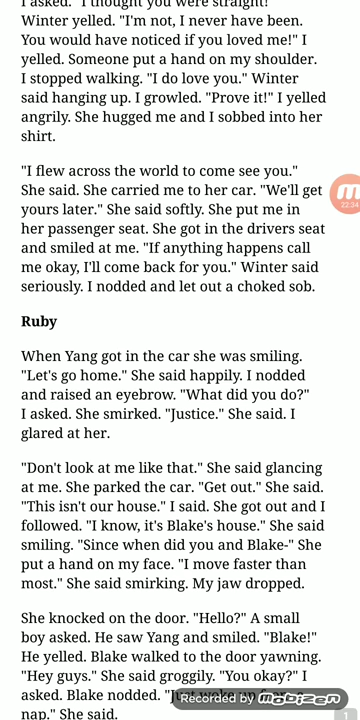 I asked. "I thought you were straight!"
Winter yelled. "I'm not, I never have been.
You would have noticed if you loved me!" I
yelled. Someone put a hand on my shoulder.
I stopped walking. "I do love you." Winter
said hanging up. I growled. "Prove it!" I yelled
angrily. She hugged me and I sobbed into her
shirt.
"I flew across the world to come see you."
She said. She carried me to her car. "We'll get
yours later." She said softly. She put me in
her passenger seat. She got in the drivers seat
and smiled at me. "If anything happens call
me okay, I'll come back for you." Winter said
seriously. I nodded and let out a choked sob.
22:34
Ruby
When Yang got in the car she was smiling.
"Let's go home." She said happily. I nodded
and raised an eyebrow. "What did you do?"
I asked. She smirked. "Justice." She said. I
glared at her.
"Don't look at me like that." She said glancing
at me. She parked the car. "Get out." She said.
"This isn't our house." I said. She got out and I
followed. "I know, it's Blake's house." She said
smiling. "Since when did you and Blake-" She
put a hand on my face. "I move faster than
most." She said smirking. My jaw dropped.
She knocked on the door. "Hello?" A small
boy asked. He saw Yang and smiled. "Blake!"
He yelled. Blake walked to the door yawning.
"Hey guys." She said groggily. "You okay?" I
asked. Blake nodded. "Just woke up
nap." She said.
Recorded by mobizen
1